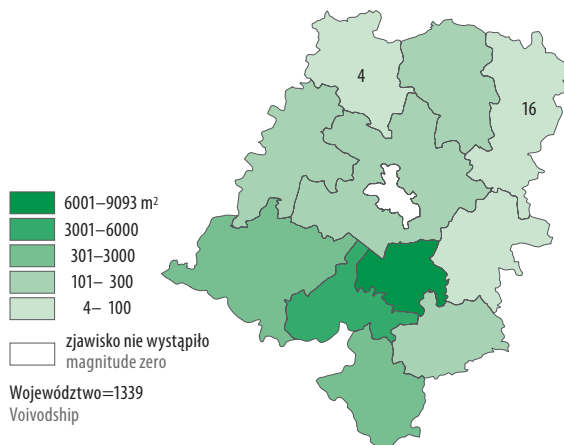 4
16
6001–9093 m²
3001–6000
301–3000
101– 300
4– 100
zjawisko nie wystąpiło
magnitude zero
Województwo=1339
Voivodship